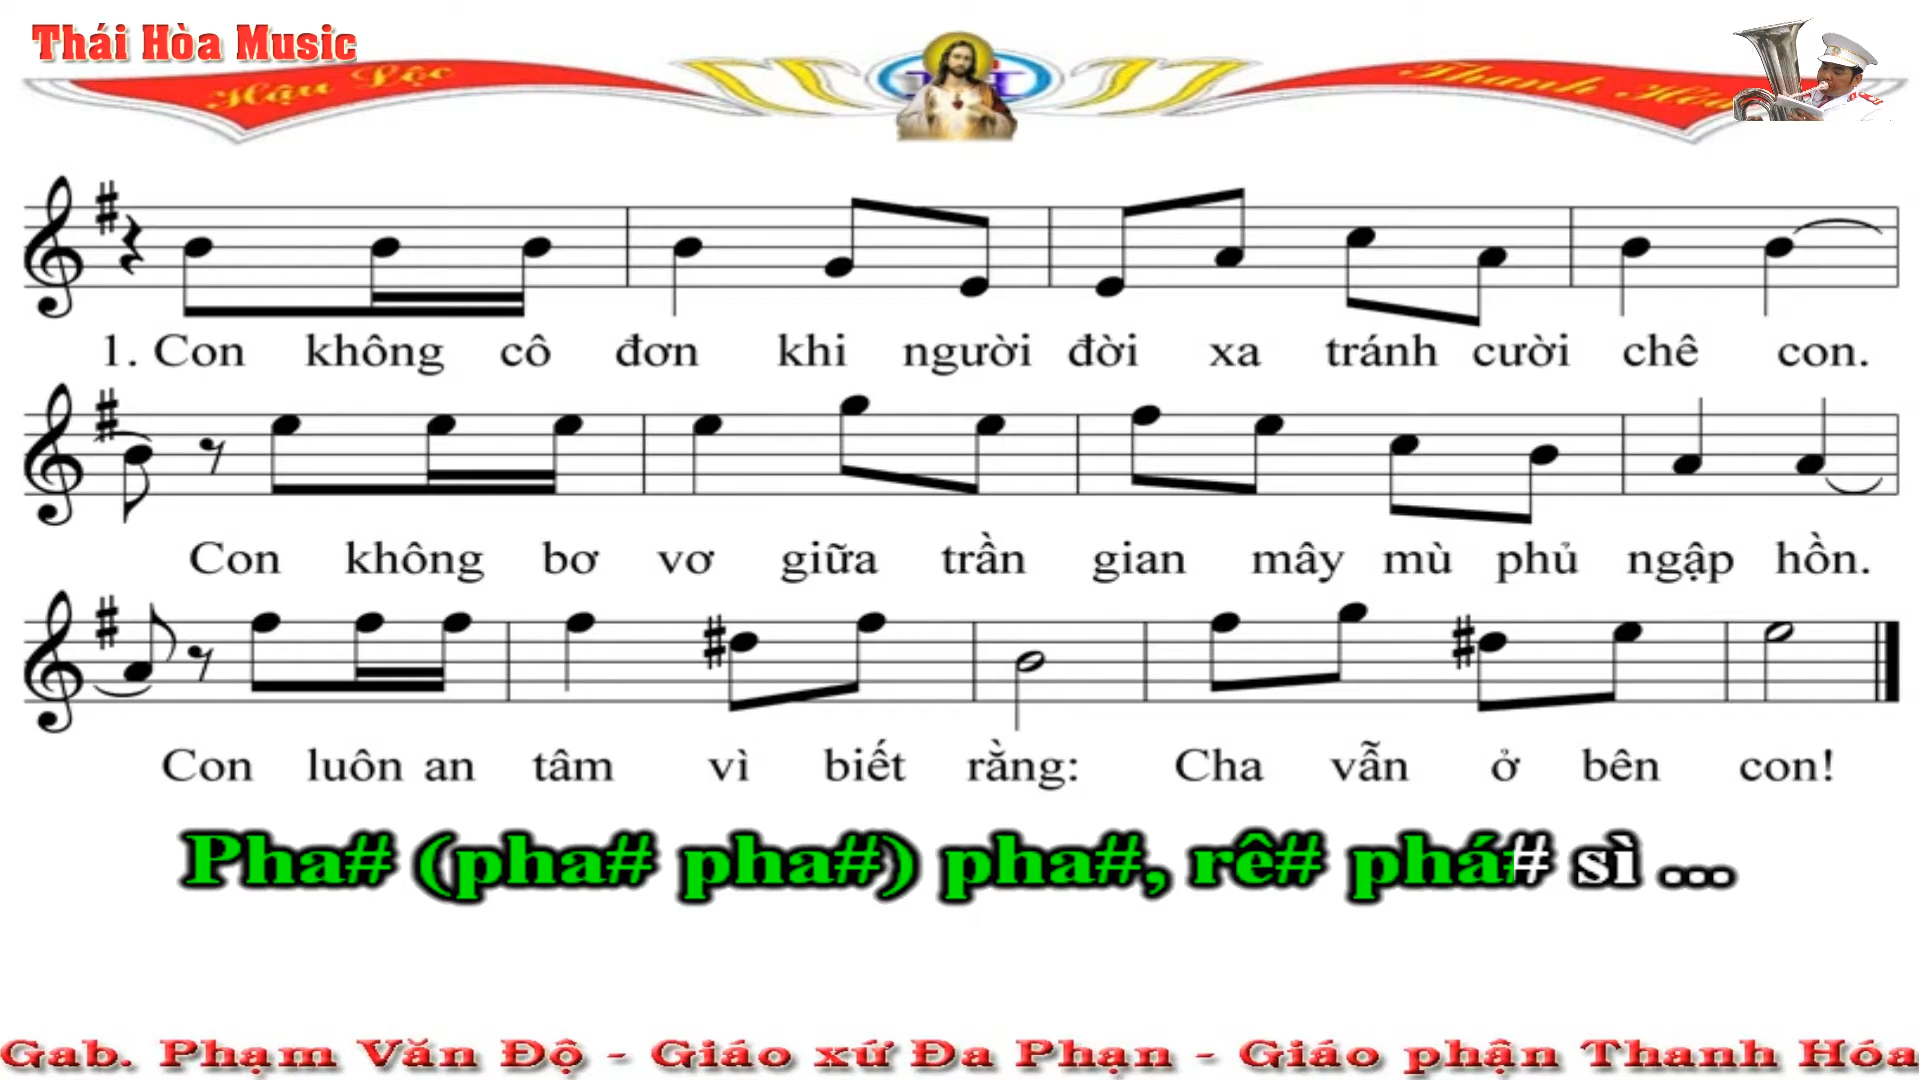 Thái Hòa Music
Hậu Lộc
Thanh Hóa
1. Con không cô đơn khi người đời xa tránh cười chê con.
Con không bơ vơ giữa trần gian mây mù phủ ngập hồn.
Con luôn an tâm vì biết rằng: Cha vẫn ở bên con!
Pha# (pha# pha#) pha#, rê# phá# sì ...
Gab. Phạm Văn Độ - Giáo xứ Đa Phạn - Giáo phận Thanh Hóa